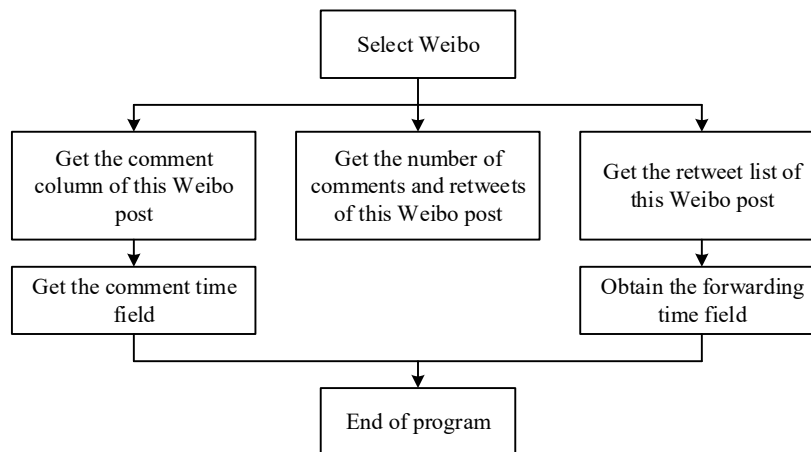 Select Weibo
Get the comment
column of this Weibo
post
Get the number of
comments and retweets
of this Weibo post
Get the retweet list of
this Weibo post
Get the comment time
field
Obtain the forwarding
time field
End of program